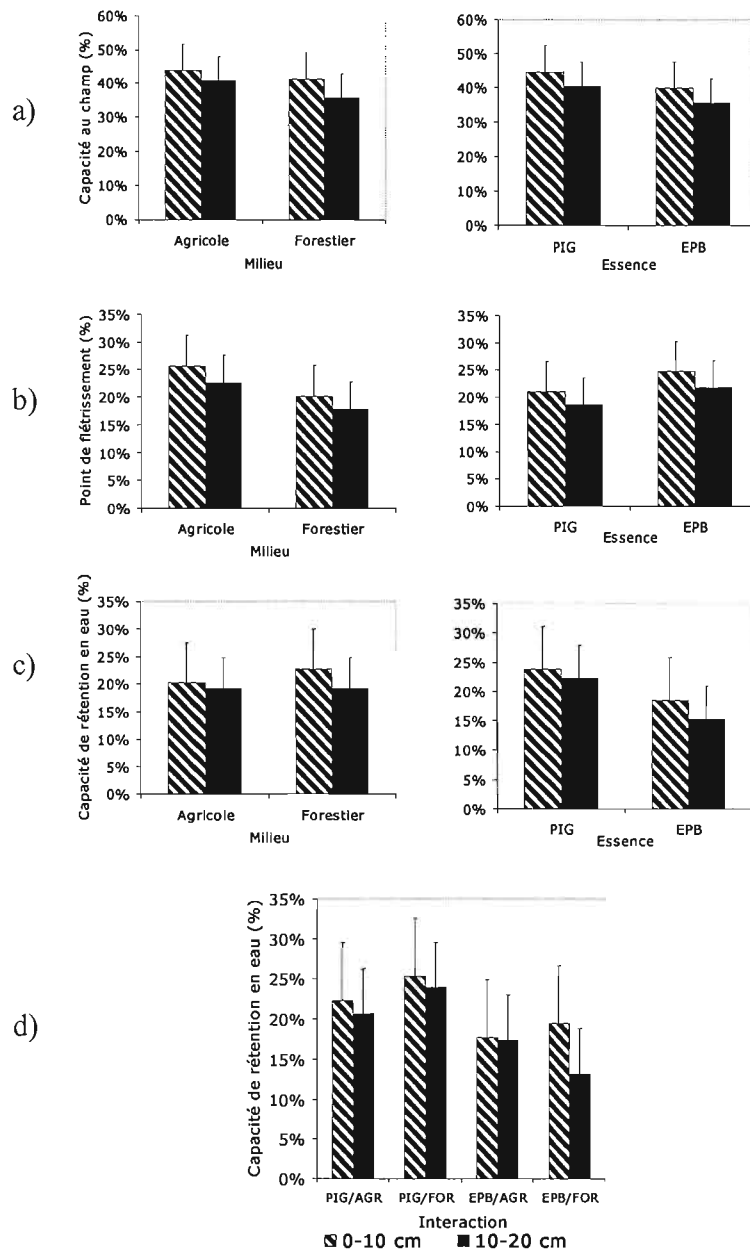 a)
Capacité au champ (%)
60%
50%
40%
30%
20%
10%
0%
Agricole Forestier
Milieu
60%
50%
40%
30%
20%
10%
0%
PIG EPB
Essence
b)
Point de flétrissement (%)
35%
30%
25%
20%
15%
10%
5%
0%
Agricole Forestier
Milieu
35%
30%
25%
20%
15%
10%
5%
0%
PIG EPB
Essence
c)
Capacité de rétention en eau (%)
35%
30%
25%
20%
15%
10%
5%
0%
Agricole Forestier
Milieu
35%
30%
25%
20%
15%
10%
5%
0%
PIG EPB
Essence
d)
Capacité de rétention en eau (%)
35%
30%
25%
20%
15%
10%
5%
0%
PIG/AGR PIG/FOR EPB/AGR EPB/FOR
Interaction
0-10 cm 10-20 cm